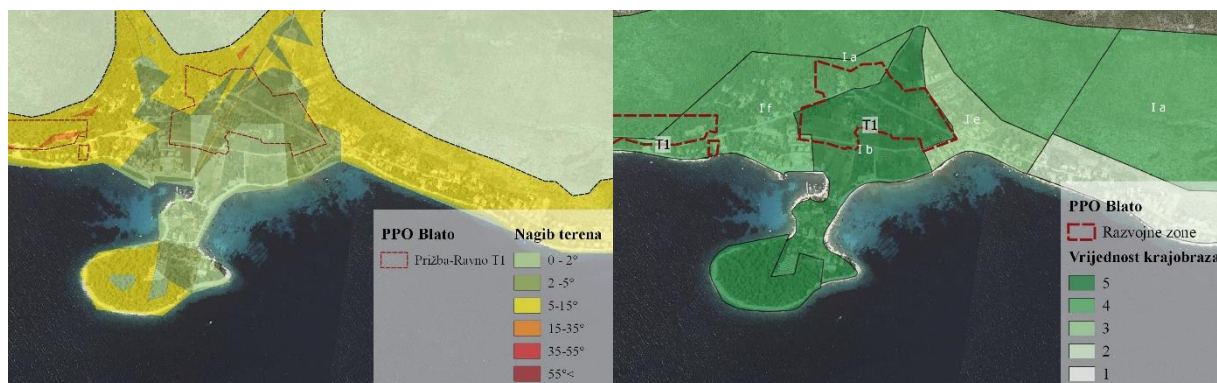 PPO Blato
Nagib terena
Prižba-Ravno T1
0 - 2°
2 -5°
5-15°
15-35°
35-55°
55°<
I a
I f
I a
I e
T1
T1
I b
PPO Blato
Razvojne zone
Vrijednost krajobraza
5
4
3
2
1